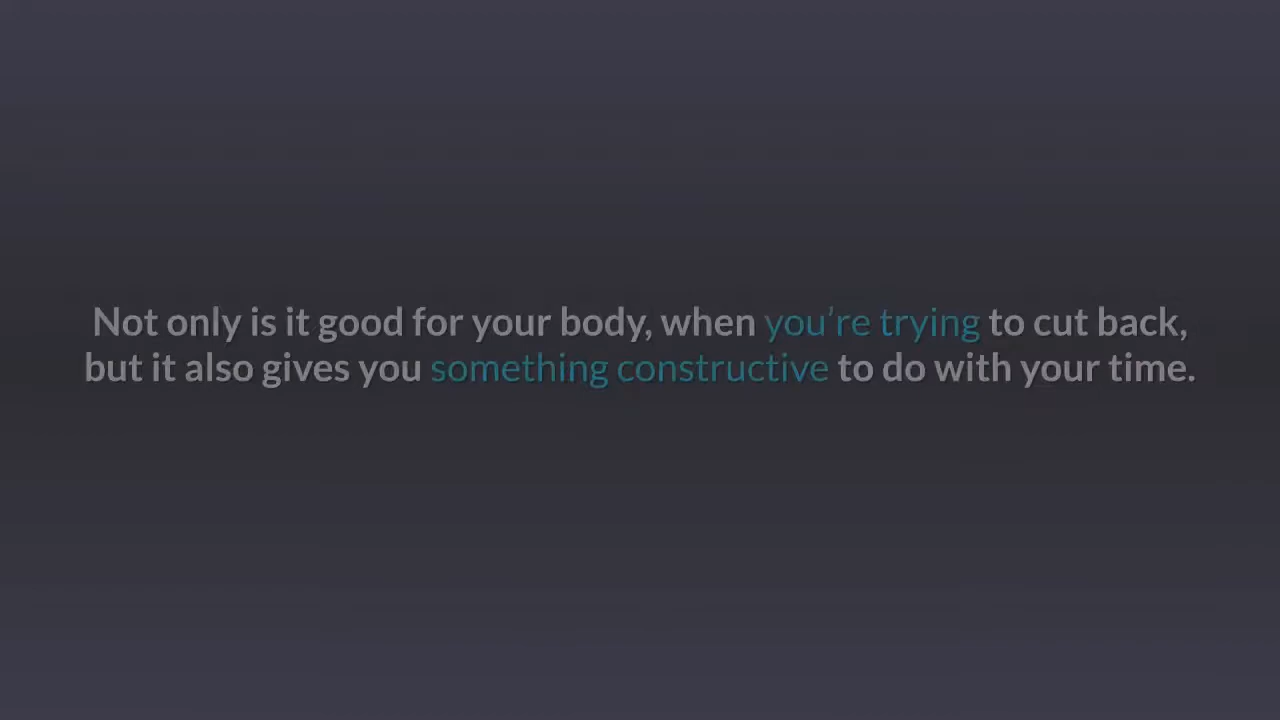 Not only is it good for your body, when you’re trying to cut back,
but it also gives you something constructive to do with your time.